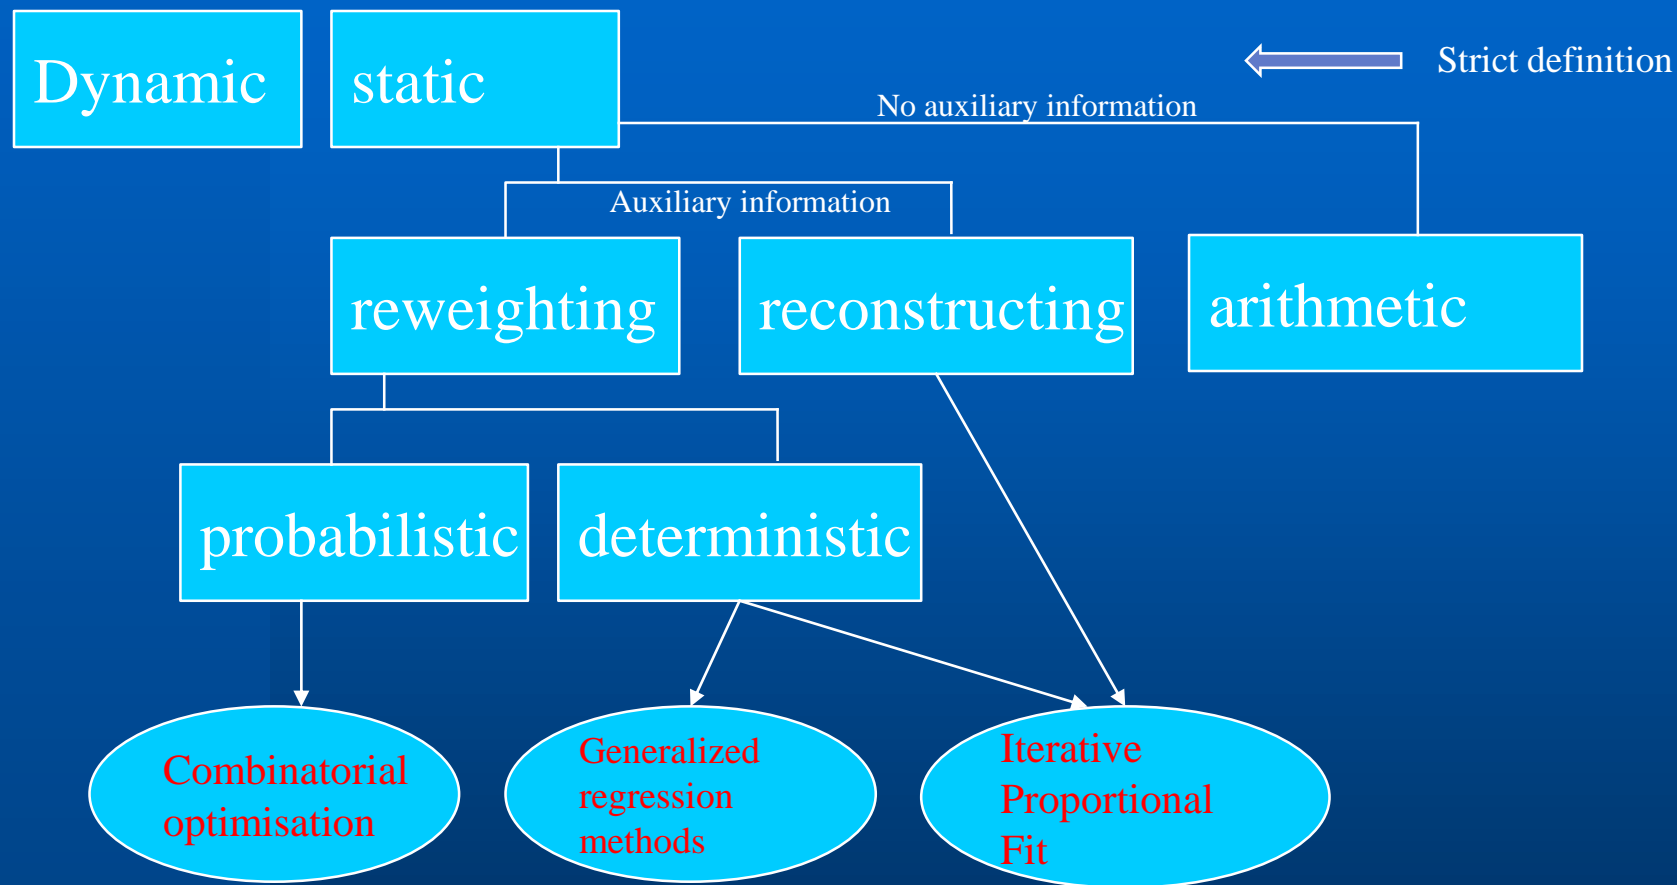 Dynamic
static
Strict definition
No auxiliary information
Auxiliary information
reweighting
reconstructing
arithmetic
probabilistic
deterministic
Combinatorial
optimisation
Generalized
regression
methods
Iterative
Proportional
Fit